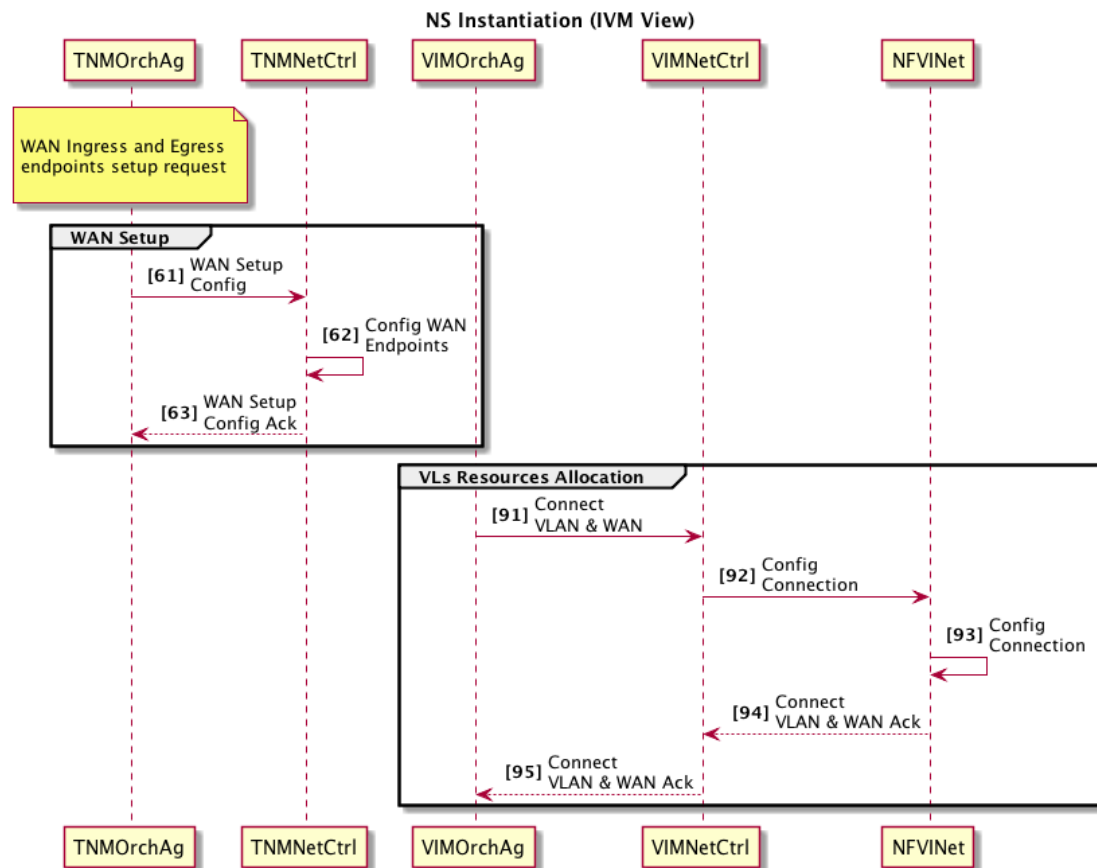 NS Instantiation (IVM View)
TNMOrchAg
TNMNetCtrl
VIMOrchAg
VIMNetCtrl
NFVINet
WAN Ingress and Egress
endpoints setup request
WAN Setup
[61] WAN Setup
Config
[62] Config WAN
Endpoints
[63] WAN Setup
Config Ack
VLs Resources Allocation
[91] Connect
VLAN & WAN
[92] Config
Connection
[93] Config
Connection
[94] Connect
VLAN & WAN Ack
[95] Connect
VLAN & WAN Ack
TNMOrchAg
TNMNetCtrl
VIMOrchAg
VIMNetCtrl
NFVINet